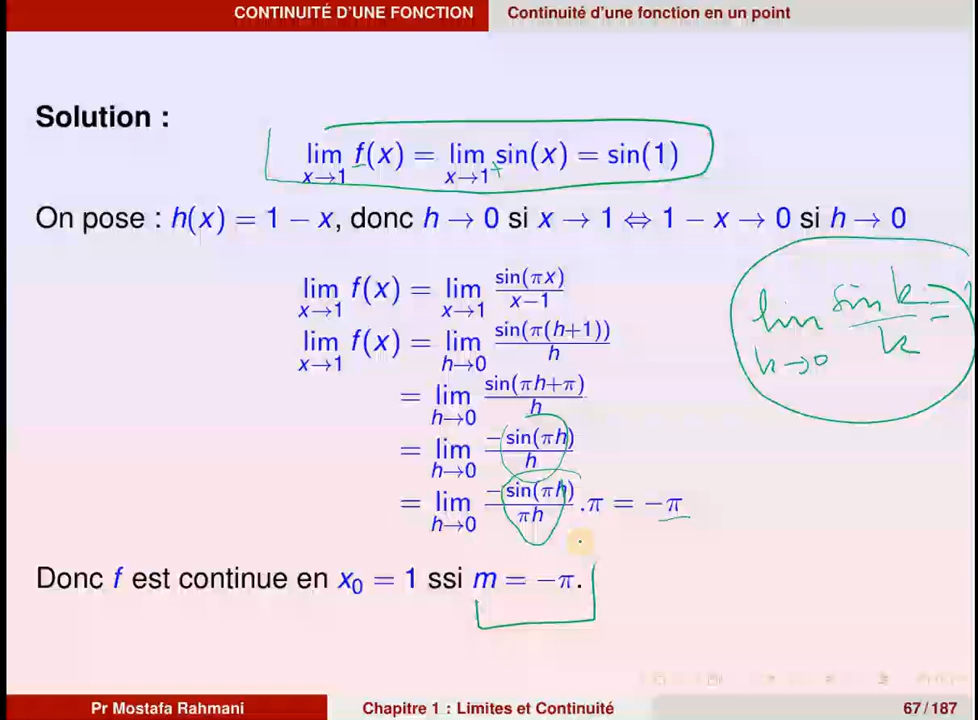 CONTINUITÉ D'UNE FONCTION Continuité d'une fonction en un point
Solution :
lim f(x) = lim sin(x) = sin(1)
x→1 x→1 +
On pose : h(x) = 1 − x, donc h → 0 si x → 1 ⇔ 1 − x → 0 si h → 0
lim f(x) = lim sin(πx)/(x−1)
x→1 x→1
lim f(x) = lim sin(π(h+1))/h
x→1 h→0
= lim sin(πh+π)/h
h→0
= lim −sin(πh)/h
h→0
= lim −sin(πh)/πh .π = −π
h→0
lim sin h/h = 1
h→0
Donc f est continue en x₀ = 1 ssi m = −π.
Pr Mostafa Rahmani Chapitre 1 : Limites et Continuité 67/187